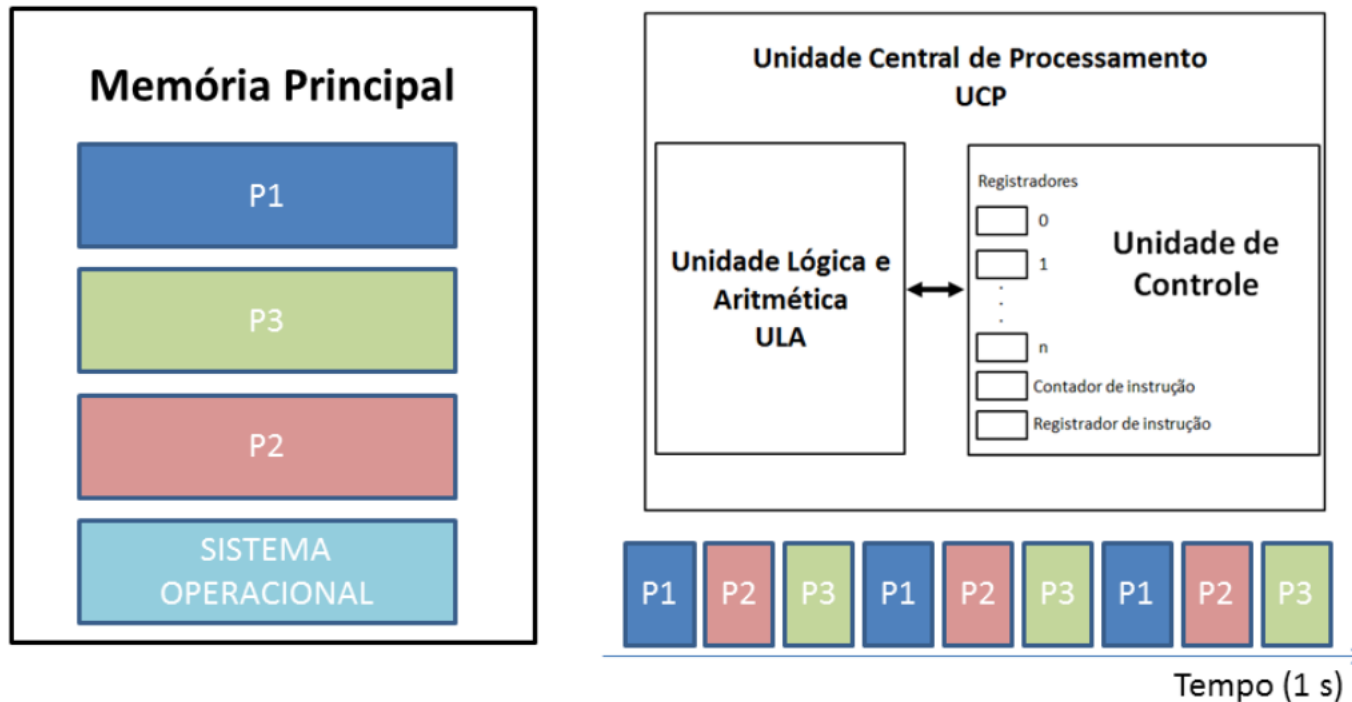 Memória Principal
P1
P3
P2
SISTEMA
OPERACIONAL
Unidade Central de Processamento
UCP
Unidade Lógica e
Aritmética
ULA
Registradores
0
1
.
.
.
n
Contador de instrução
Registrador de instrução
Unidade de
Controle
P1 P2 P3 P1 P2 P3 P1 P2 P3
Tempo (1 s)